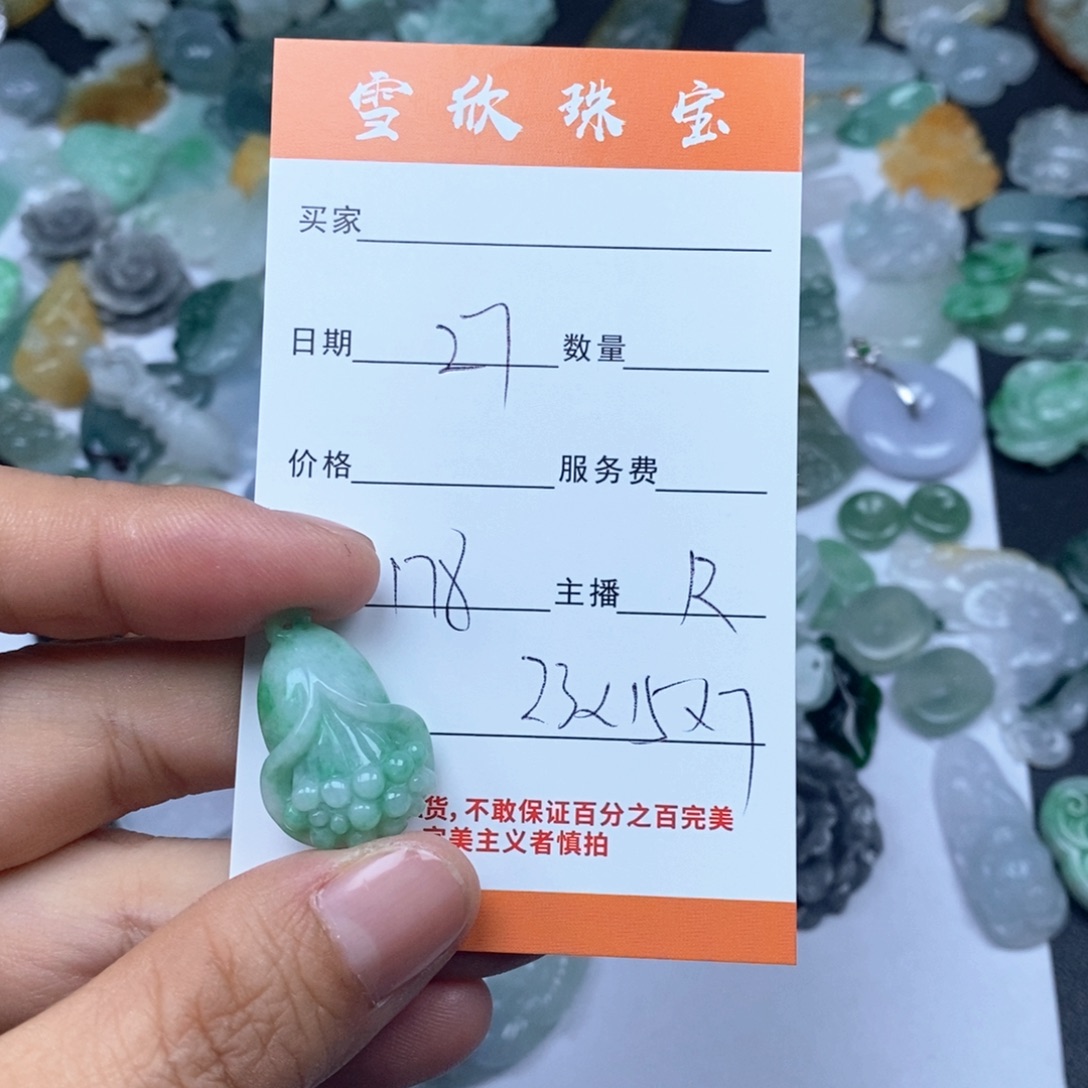 雪欣珠宝
买家
日期 27 数量
价格 服务费
178 主播 R
23x15x7
货,不敢保证百分之百完美
完美主义者慎拍